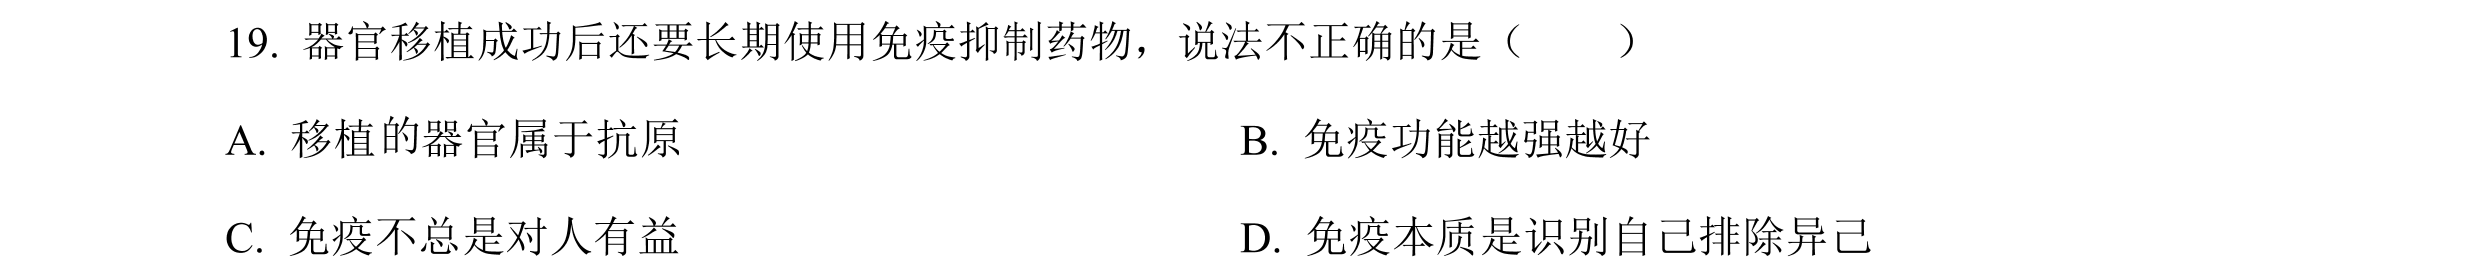 19. 器官移植成功后还要长期使用免疫抑制药物，说法不正确的是（　　）
A. 移植的器官属于抗原　　B. 免疫功能越强越好
C. 免疫不总是对人有益　　D. 免疫本质是识别自己排除异己